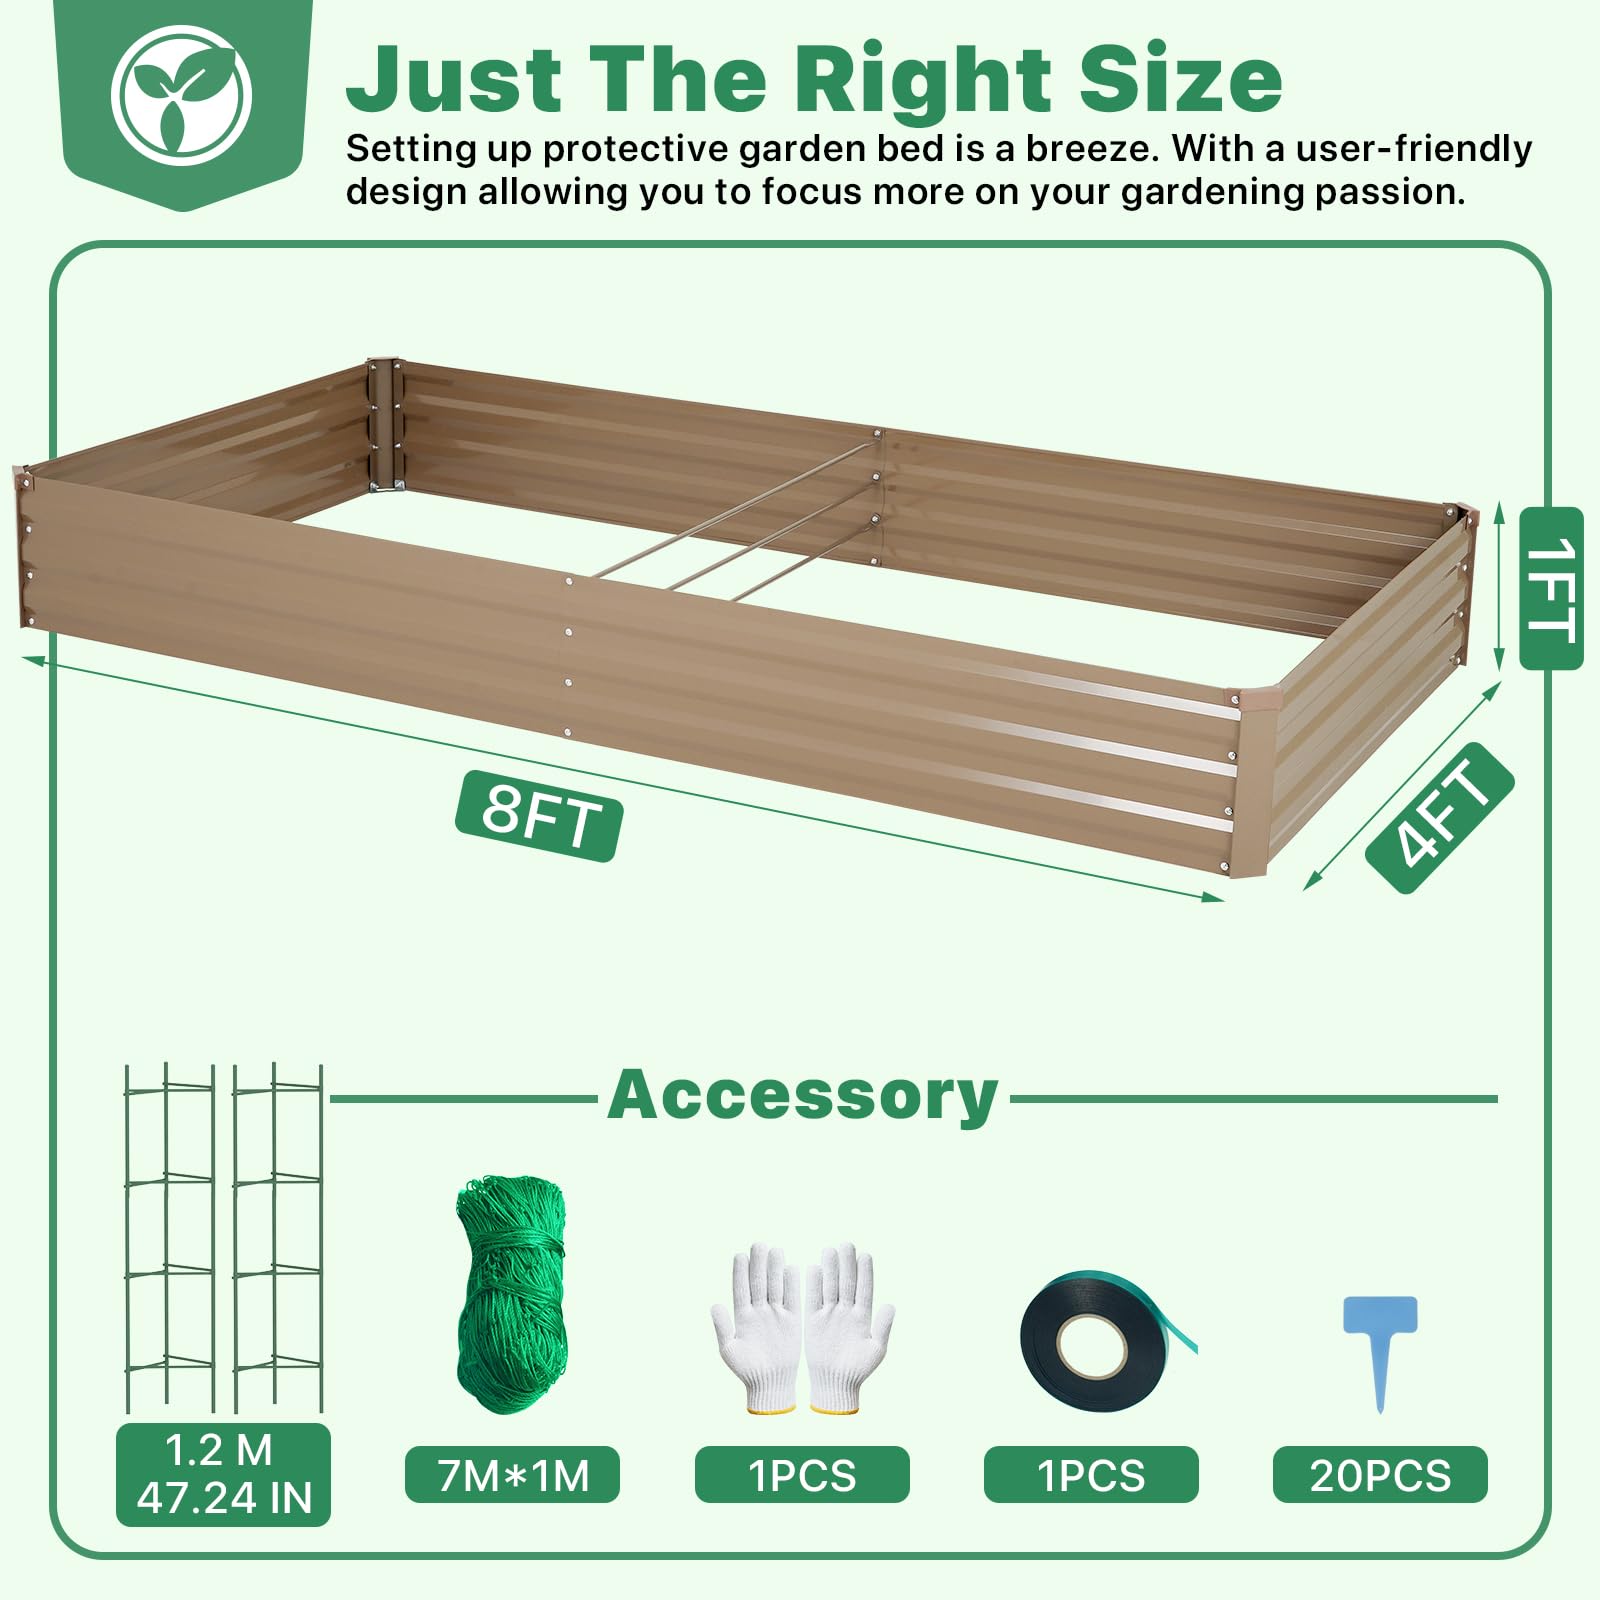 Just The Right Size
Setting up protective garden bed is a breeze. With a user-friendly
design allowing you to focus more on your gardening passion.
1FT
8FT
4FT
Accessory
1.2 M
47.24 IN
7M*1M
1PCS
1PCS
20PCS